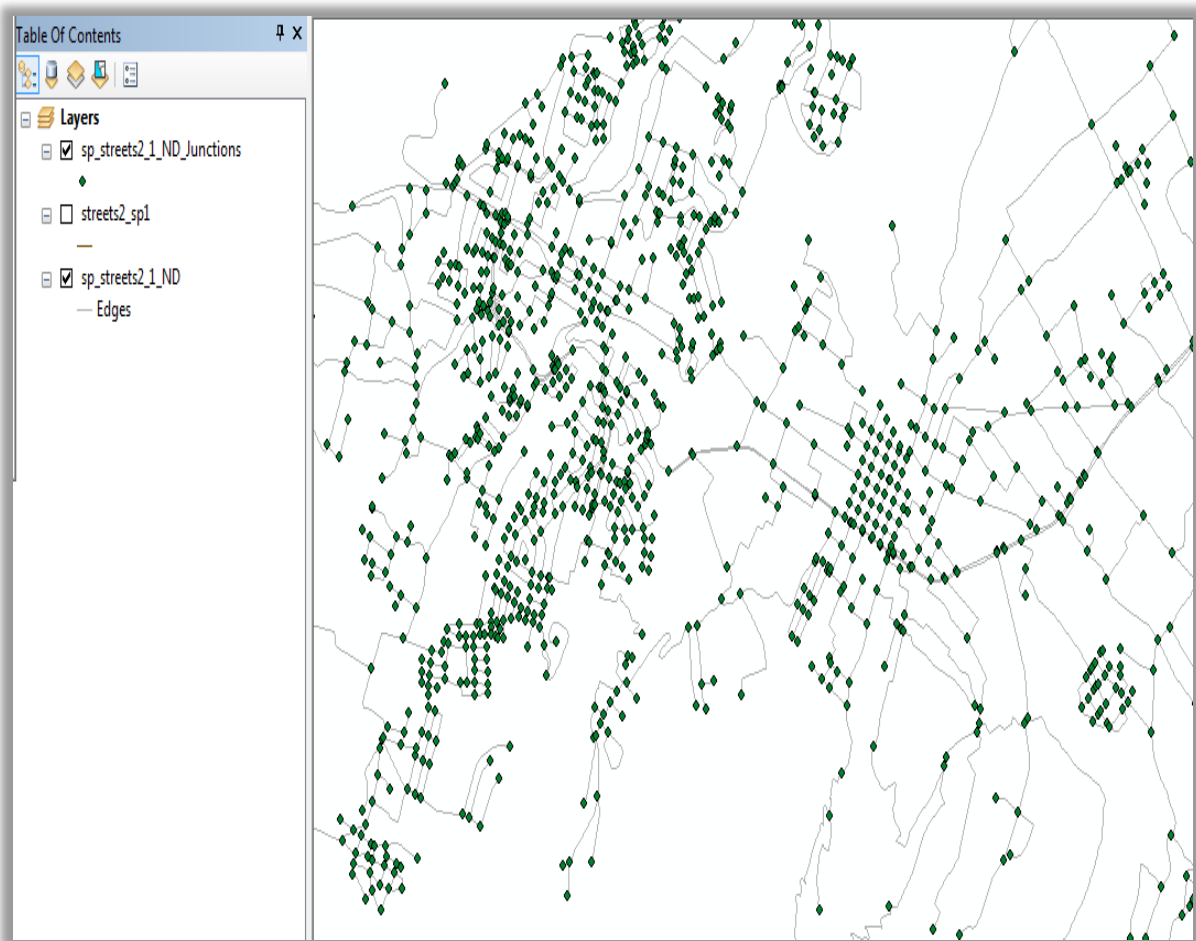 Table Of Contents
Layers
sp_streets2_1_ND_Junctions
streets2_sp1
sp_streets2_1_ND
Edges